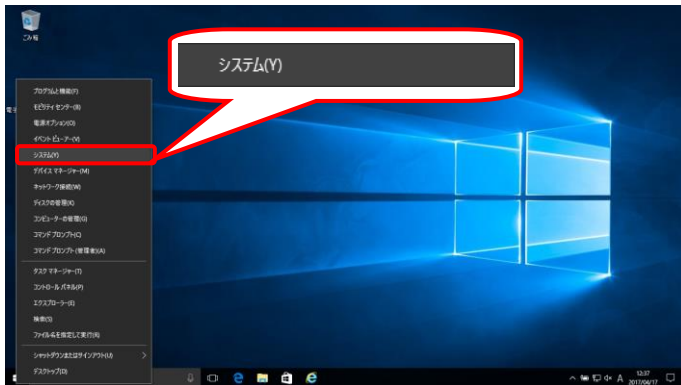 ごみ箱
システム(Y)
プログラムと機能(F)
モビリティ センター(B)
電源オプション(O)
イベント ビューアー(V)
システム(Y)
デバイス マネージャー(M)
ネットワーク接続(W)
ディスクの管理(K)
コンピューターの管理(G)
コマンド プロンプト(C)
コマンド プロンプト (管理者)(A)
タスク マネージャー(T)
コントロール パネル(P)
エクスプローラー(E)
検索(S)
ファイル名を指定して実行(R)
シャットダウンまたはサインアウト(U)
デスクトップ(D)
A
12:37
2017/04/17